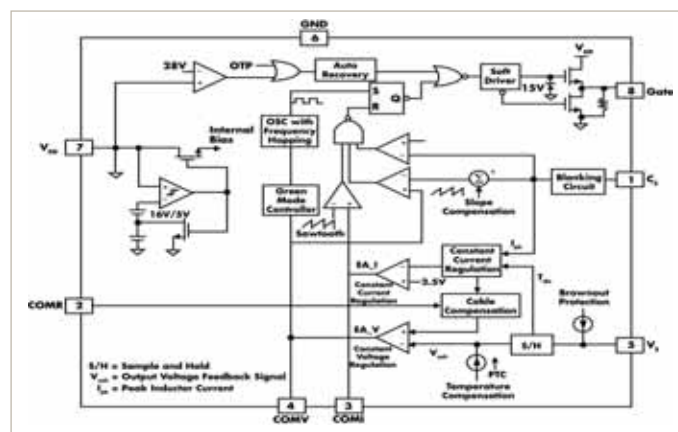 GND
6
28V
OTP
Auto
Recovery
S
R
Q
Soft
Driver
15V
8
Gate
OSC with
Frequency
Hopping
Internal
Bias
7
16V/5V
Green
Mode
Controller
Sawtooth
Σ
Slope
Compensation
Blanking
Circuit
1
EA_I
Constant
Current
Regulation
2.5V
Constant
Current
Regulation
COMR
2
Cable
Compensation
Brownout
Protection
EA_V
Constant
Voltage
Regulation
S/H
5
PTC
Temperature
Compensation
S/H = Sample and Hold
= Output Voltage Feedback Signal
= Peak Inductor Current
4
COMV
3
COMI